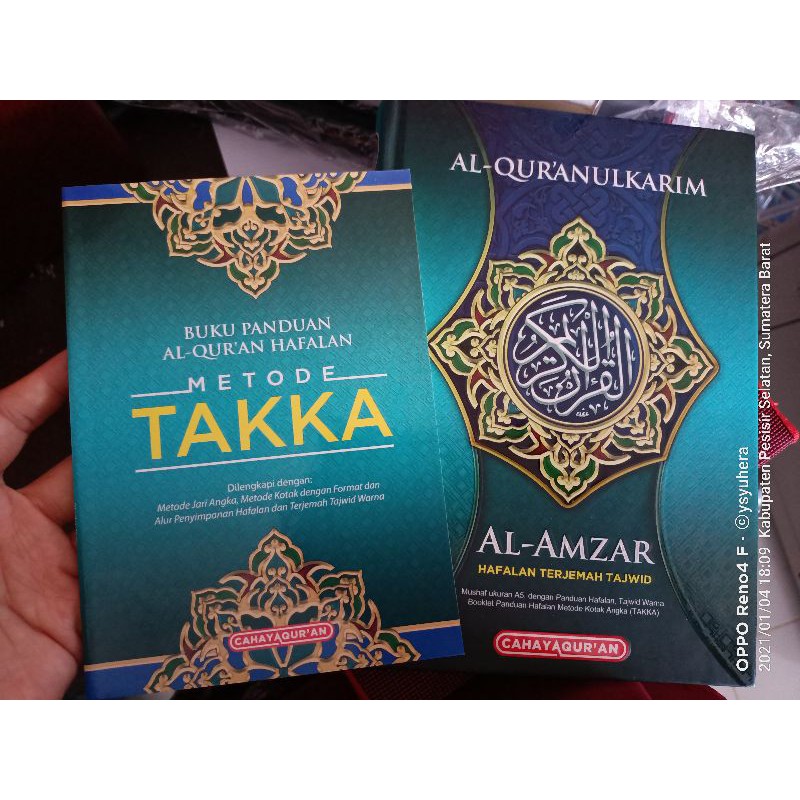 BUKU PANDUAN
AL-QUR'AN HAFALAN
METODE
TAKKA
Dilengkapi dengan:
Metode Jari Angka, Metode Kotak dengan Format dan
Alur Penyimpanan Hafalan dan Terjemah Tajwid Warna
CAHAYAQUR'AN
AL-QUR'ANULKARIM
القرآن الكريم
AL-AMZAR
HAFALAN TERJEMAH TAJWID
Mushaf ukuran A5, dengan Panduan Hafalan, Tajwid Warna
Booklet Panduan Hafalan Metode Kotak Angka (TAKKA)
CAHAYAQUR'AN
OPPO Reno4 F · ©ysyuhera
2021/01/04 18:09 Kabupaten Pesisir Selatan, Sumatera Barat